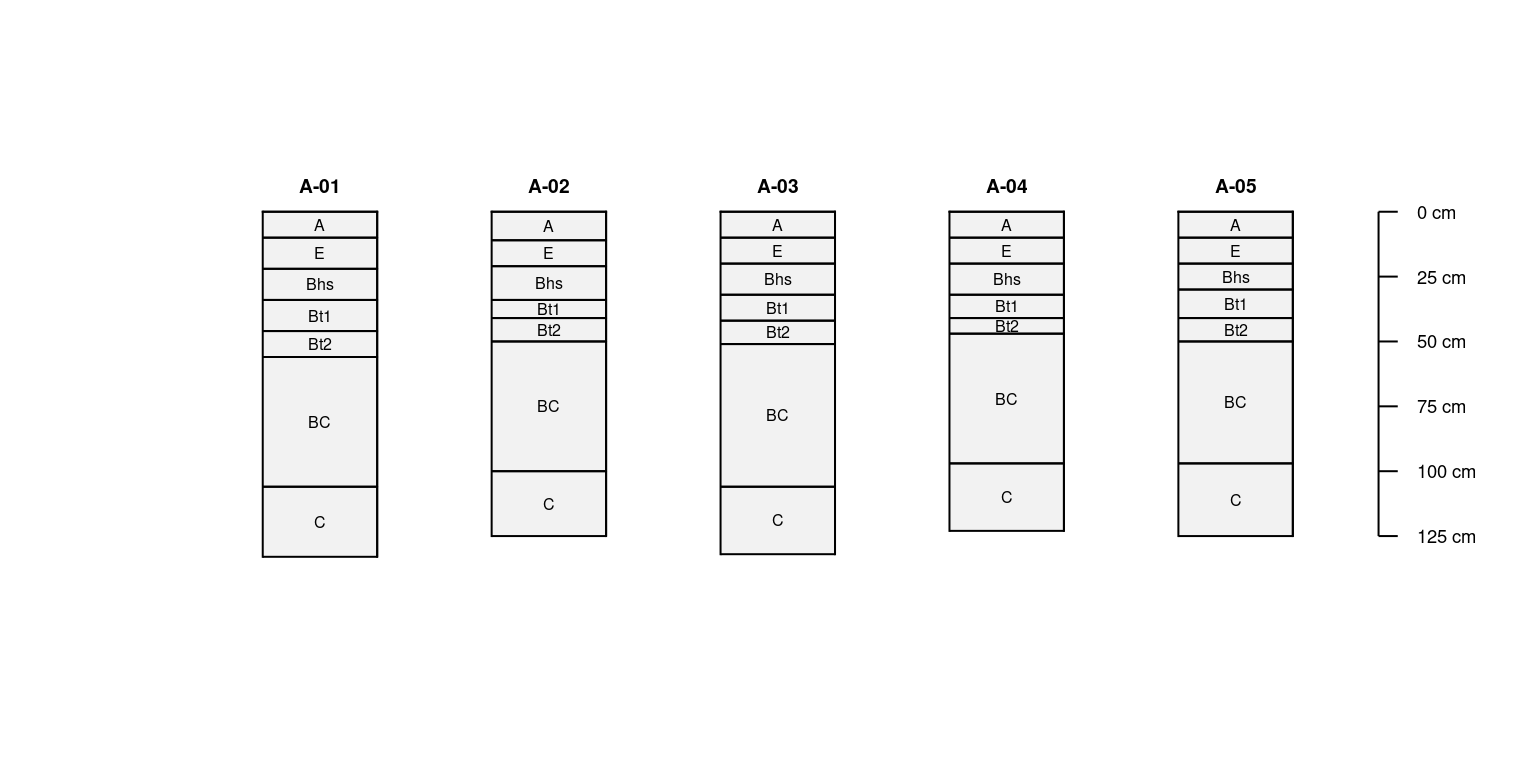 A-01 A-02 A-03 A-04 A-05
A A A A A 0 cm
E E E E E
Bhs Bhs Bhs Bhs Bhs 25 cm
Bt1 Bt1 Bt1 Bt1 Bt1
Bt2 Bt2 Bt2 Bt2 Bt2 50 cm
BC BC BC BC BC 75 cm
C C C C C 100 cm
125 cm